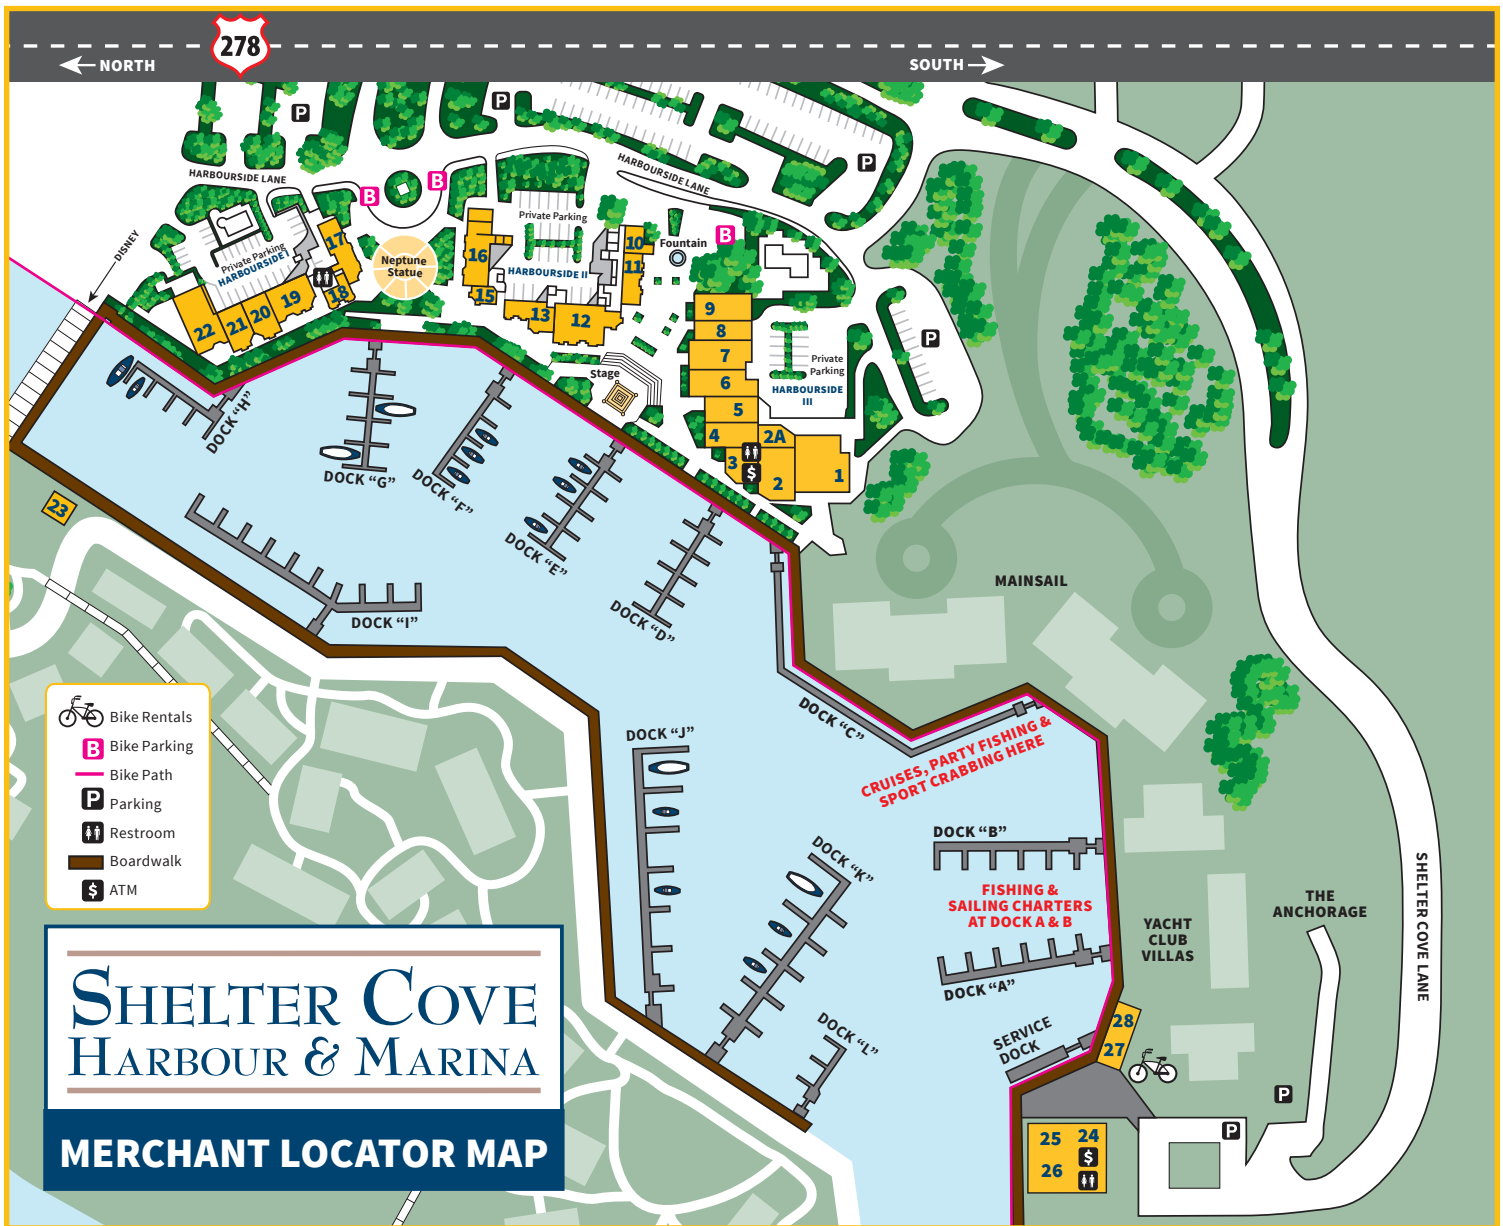 278
NORTH
SOUTH
P
P
P
HARBOURSIDE LANE
HARBOURSIDE LANE
B
B
B
DISNEY
Private Parking
HARBOURSIDE I
17
18
19
20
21
22
Neptune
Statue
Private Parking
HARBOURSIDE II
16
15
13
12
10
11
Fountain
Stage
9
8
7
6
5
4
3
2A
2
1
$
Private
Parking
HARBOURSIDE
III
P
23
DOCK “H”
DOCK “G”
DOCK “F”
DOCK “E”
DOCK “D”
DOCK “I”
DOCK “C”
MAINSAIL
CRUISES, PARTY FISHING &
SPORT CRABBING HERE
DOCK “J”
DOCK “K”
DOCK “B”
FISHING &
SAILING CHARTERS
AT DOCK A & B
DOCK “A”
DOCK “L”
SERVICE
DOCK
YACHT
CLUB
VILLAS
THE
ANCHORAGE
SHELTER COVE LANE
28
27
P
P
25
24
26
$
Bike Rentals
B Bike Parking
Bike Path
P Parking
Restroom
Boardwalk
$ ATM
SHELTER COVE
HARBOUR & MARINA
MERCHANT LOCATOR MAP